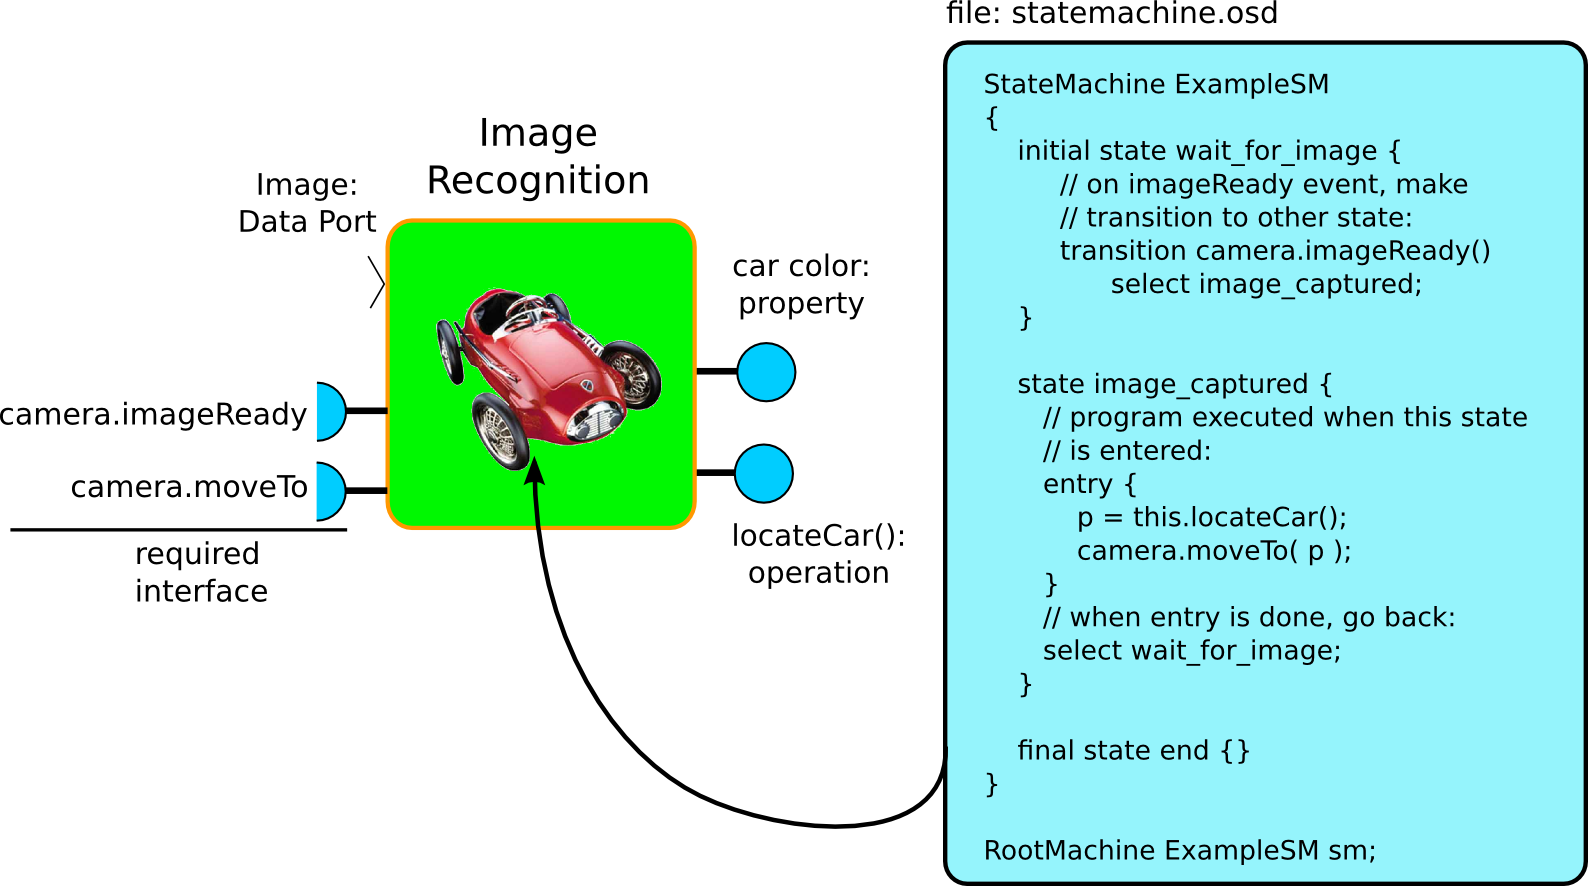 file: statemachine.osd
Image
Recognition
Image:
Data Port
camera.imageReady
camera.moveTo
required
interface
car color:
property
locateCar():
operation
StateMachine ExampleSM
{
initial state wait_for_image {
// on imageReady event, make
// transition to other state:
transition camera.imageReady()
select image_captured;
}
state image_captured {
// program executed when this state
// is entered:
entry {
p = this.locateCar();
camera.moveTo( p );
}
// when entry is done, go back:
select wait_for_image;
}
final state end {}
}
RootMachine ExampleSM sm;